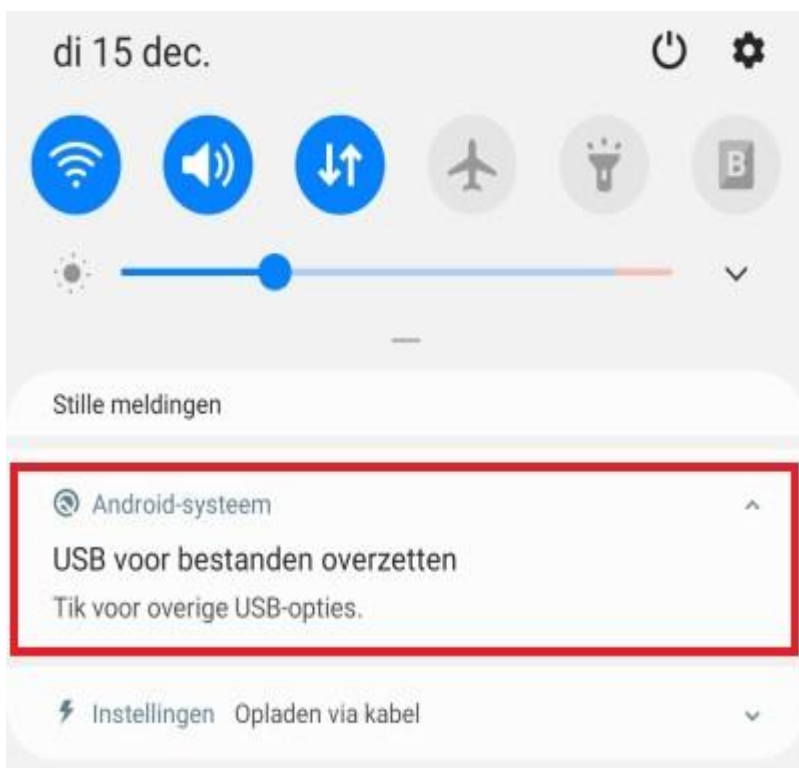 di 15 dec.
B
Stille meldingen
Android-systeem
USB voor bestanden overzetten
Tik voor overige USB-opties.
Instellingen Opladen via kabel